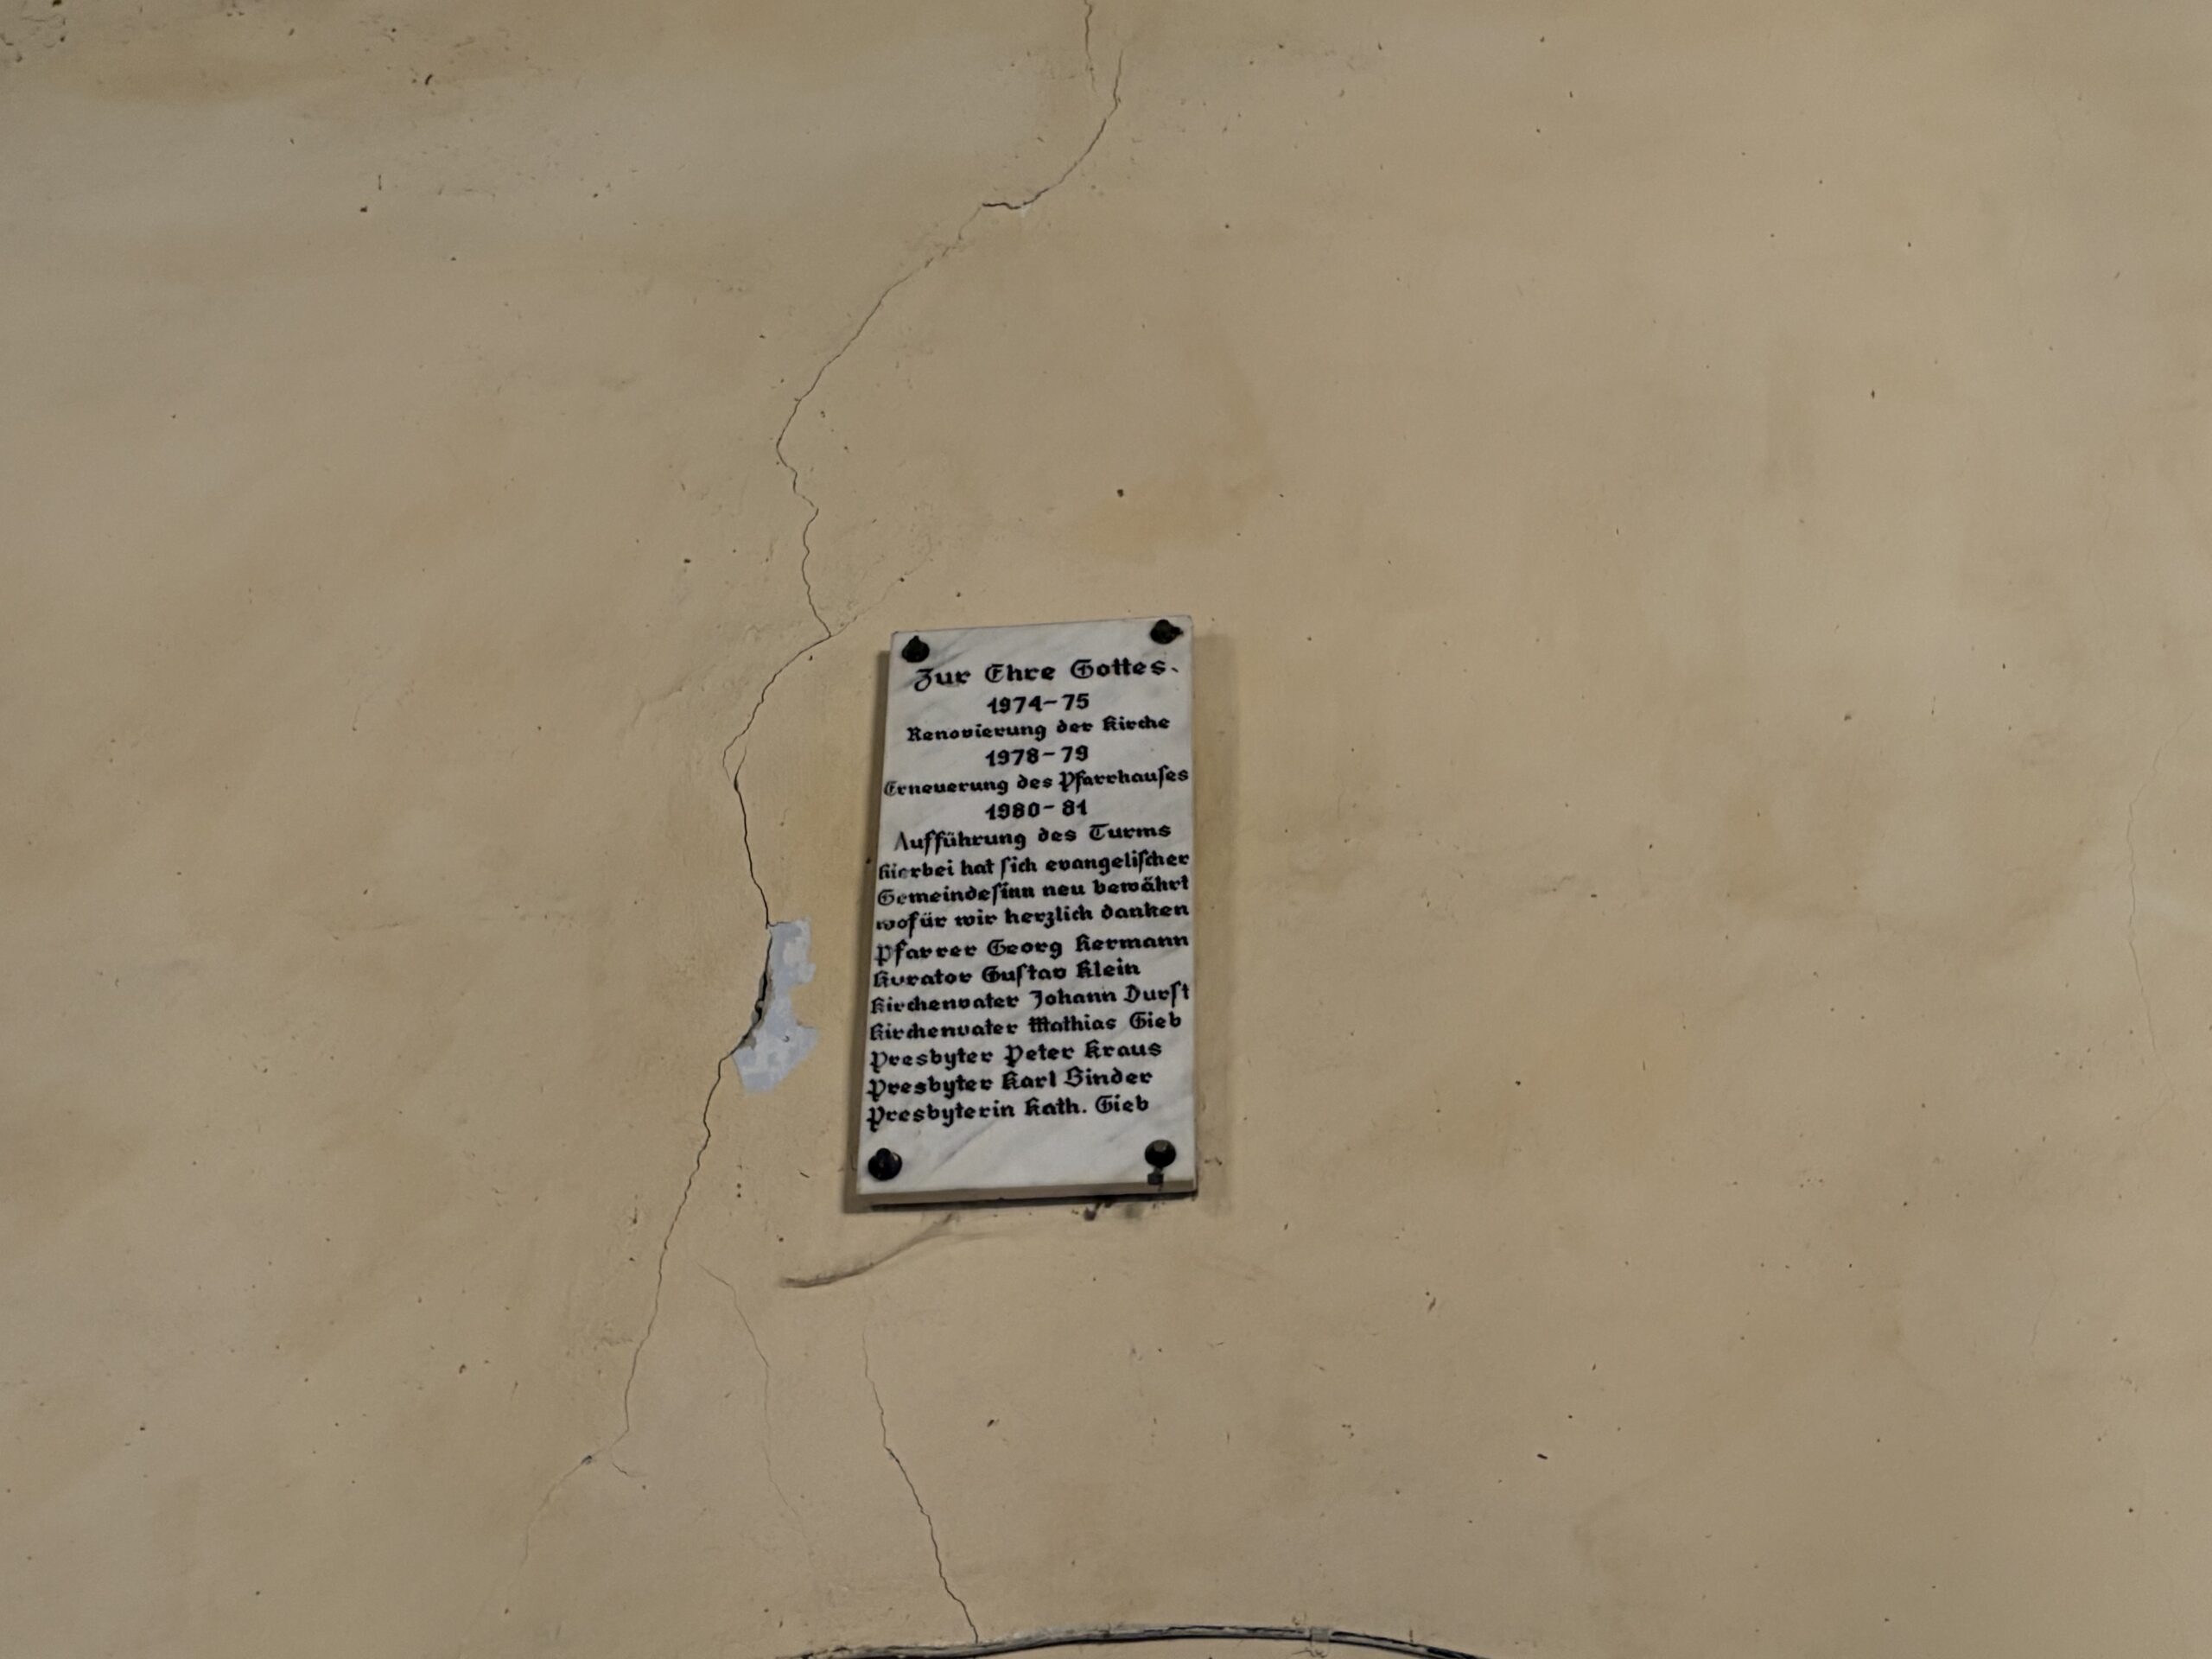 Zur Ehre Gottes.
1974-75
Renovierung der Kirche
1978-79
Erneuerung des Pfarrhauſes
1980-81
Aufführung des Turms
hierbei hat ſich evangeliſcher
Gemeindeſinn neu bewährt
wofür wir herzlich danken
Pfarrer Georg Hermann
Kurator Guſtav Klein
Kirchenvater Johann Durſt
Kirchenvater Mathias Gieb
Presbyter Peter Kraus
Presbyter Karl Binder
Presbyterin Kath. Gieb